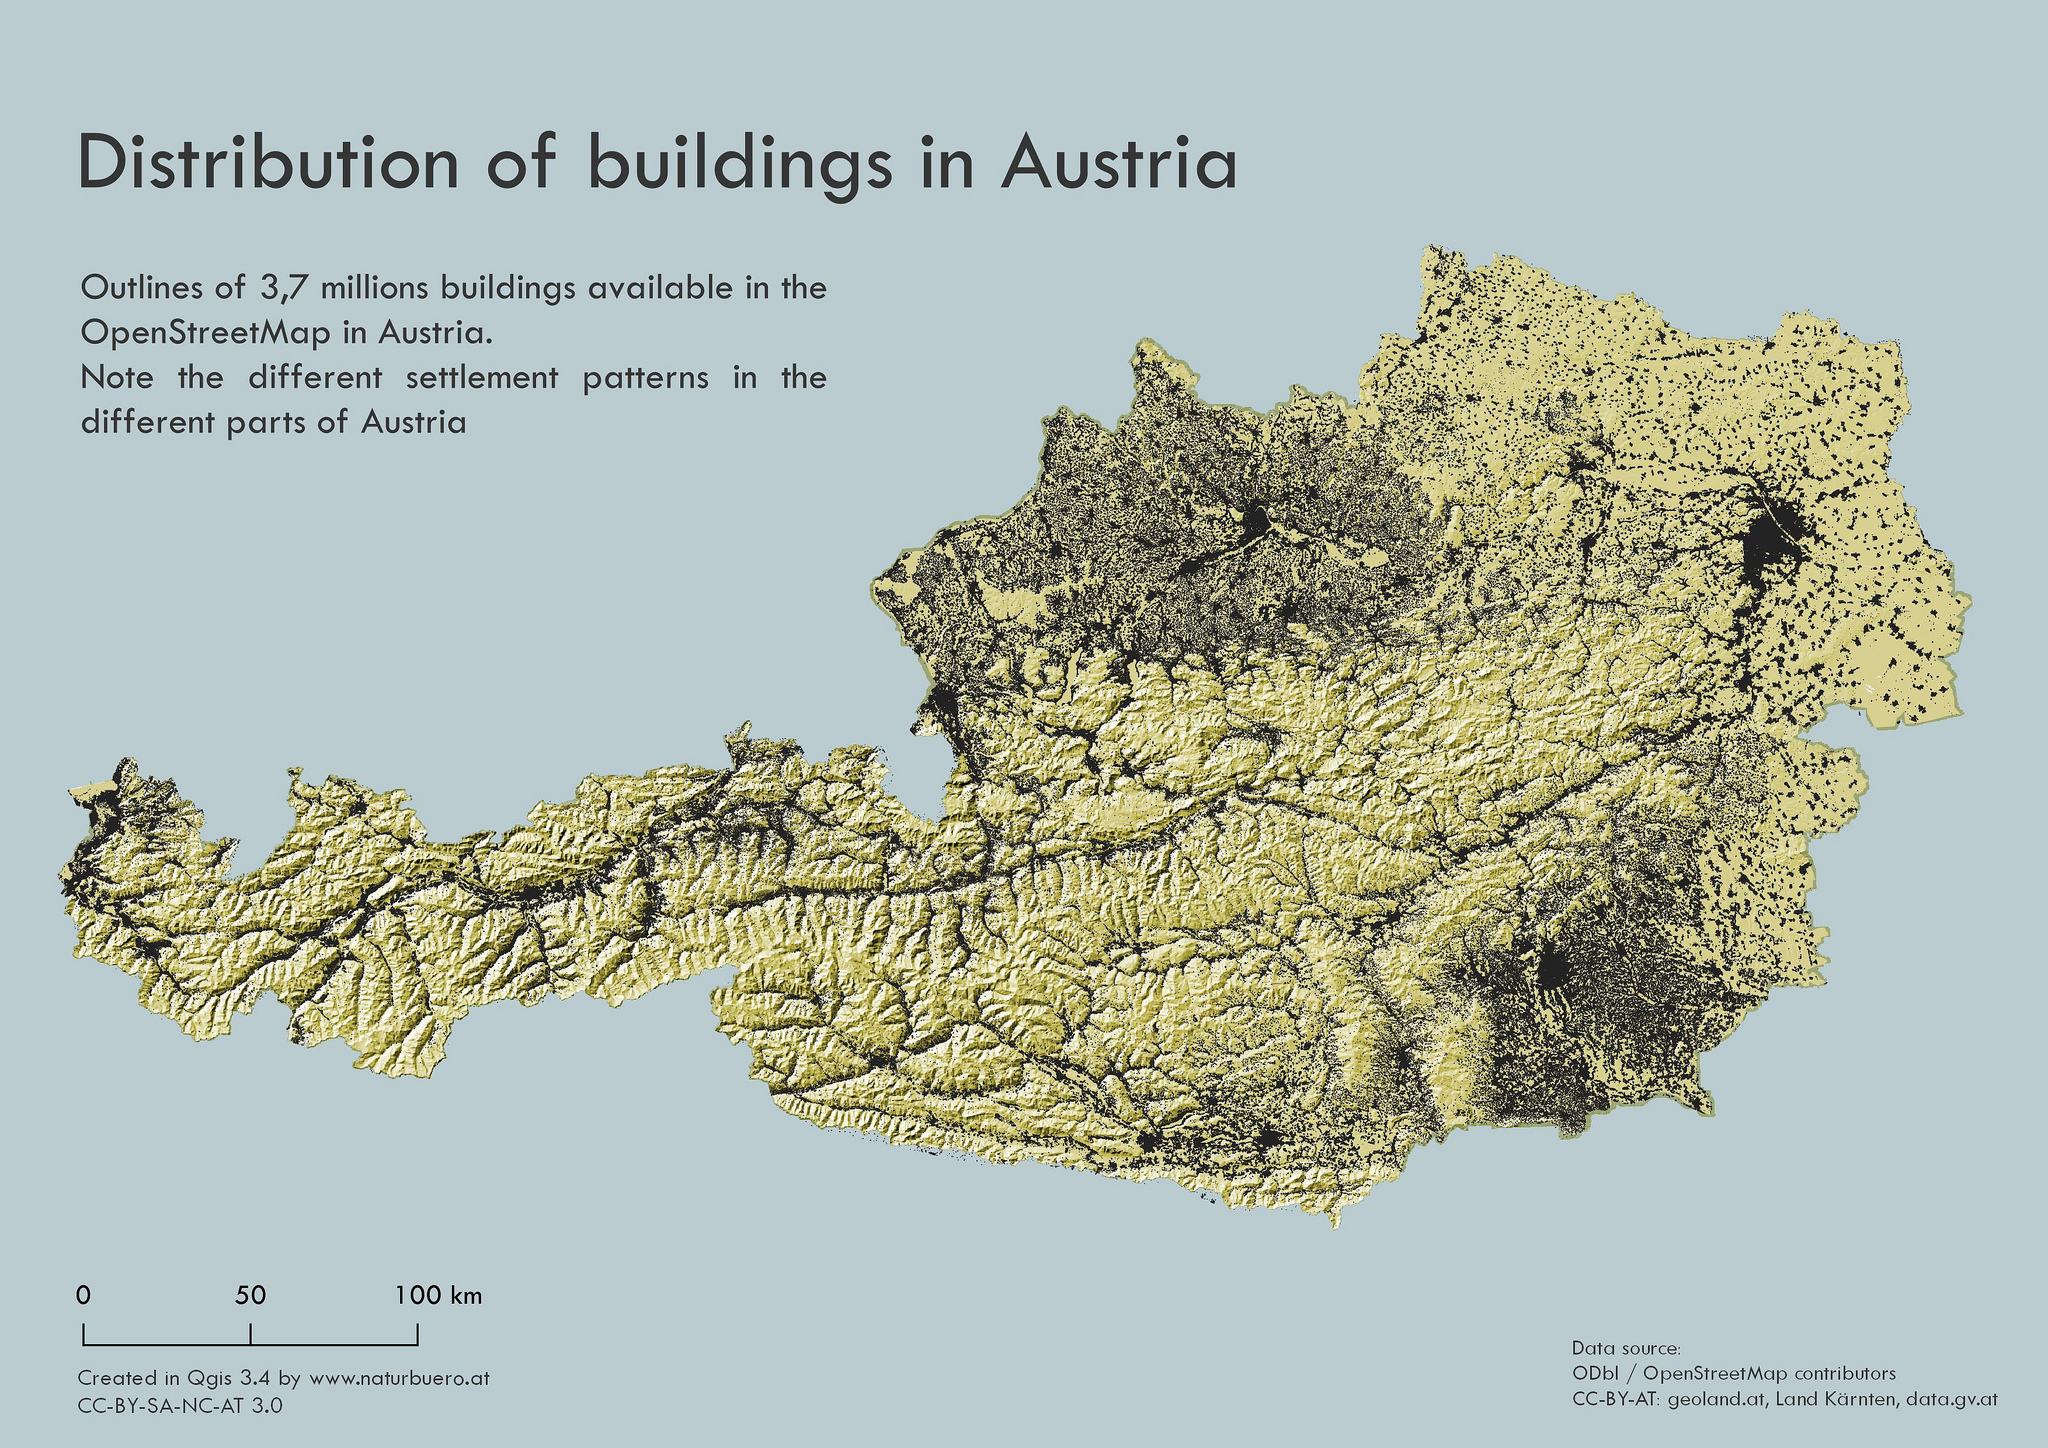 Distribution of buildings in Austria
Outlines of 3,7 millions buildings available in the
OpenStreetMap in Austria.
Note the different settlement patterns in the
different parts of Austria
0 50 100 km
Created in Qgis 3.4 by www.naturbuero.at
CC-BY-SA-NC-AT 3.0
Data source:
ODbl / OpenStreetMap contributors
CC-BY-AT: geoland.at, Land Kärnten, data.gv.at